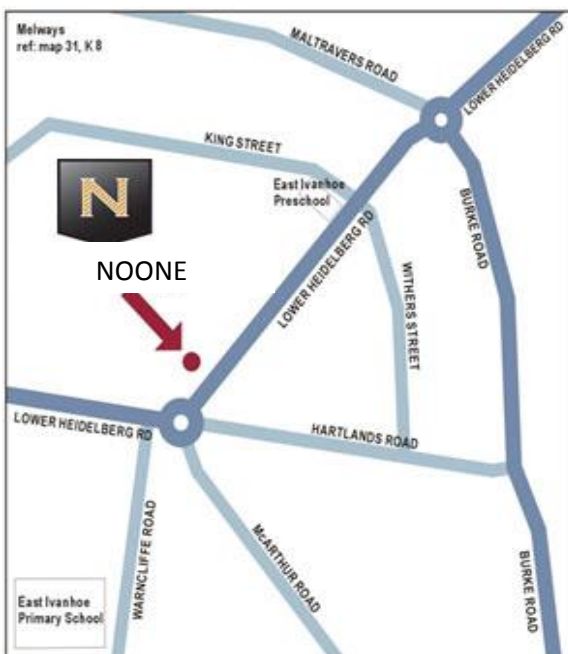 Melways
ref: map 31, K 8
MALTRAVERS ROAD
LOWER HEIDELBERG RD
KING STREET
East Ivanhoe
Preschool
N
NOONE
LOWER HEIDELBERG RD
WITHERS STREET
BURKE ROAD
LOWER HEIDELBERG RD
HARTLANDS ROAD
WARNCLIFFE ROAD
McARTHUR ROAD
BURKE ROAD
East Ivanhoe
Primary School